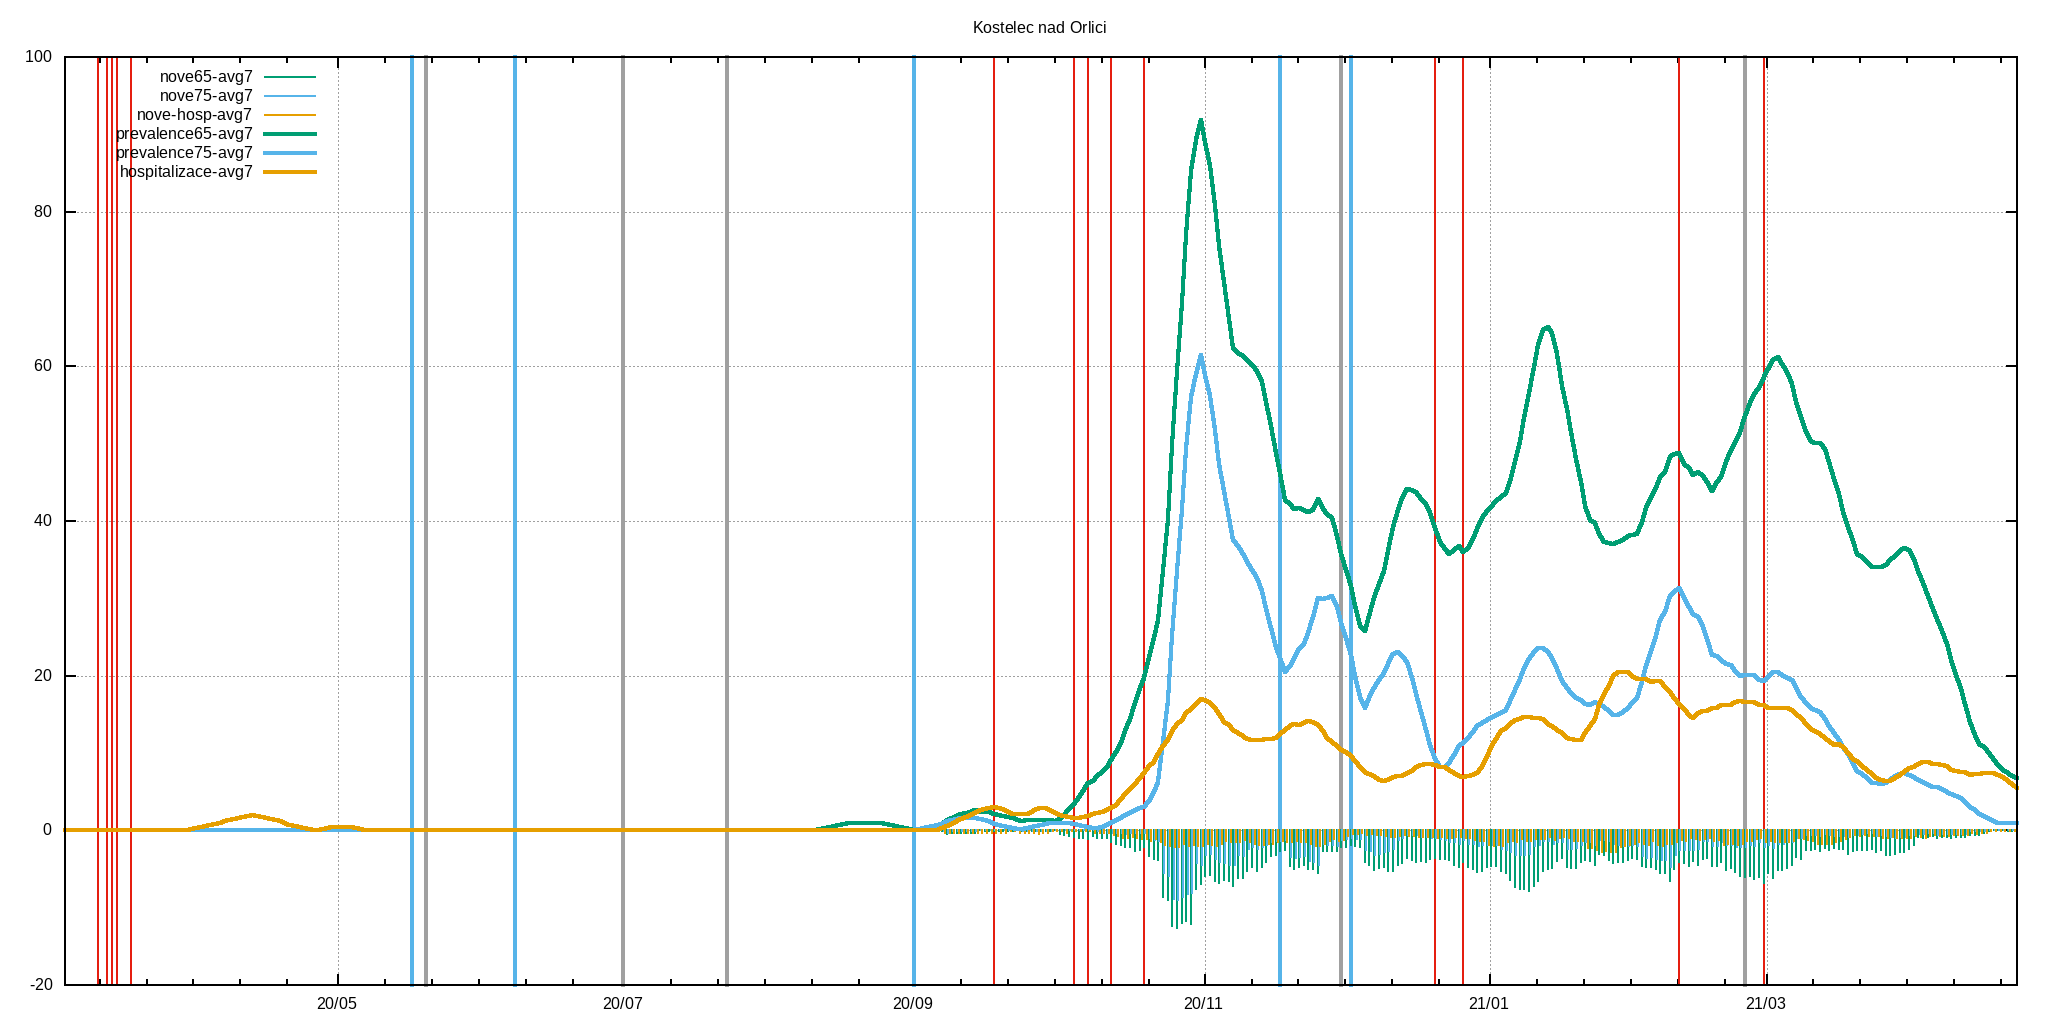 Kostelec nad Orlici
100
80
60
40
20
0
-20
nove65-avg7
nove75-avg7
nove-hosp-avg7
prevalence65-avg7
prevalence75-avg7
hospitalizace-avg7
20/05 20/07 20/09 20/11 21/01 21/03